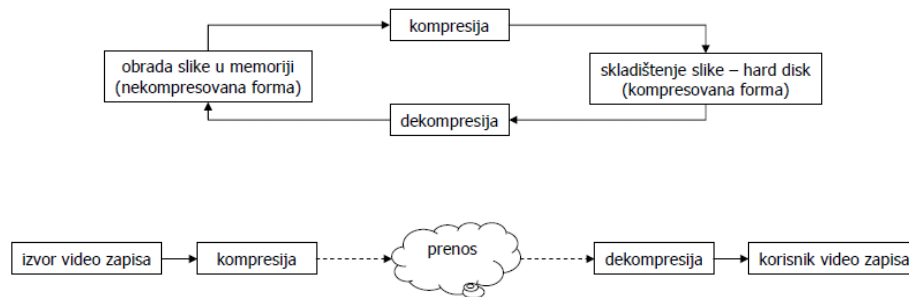 kompresija
obrada slike u memoriji
(nekompresovana forma)
skladištenje slike – hard disk
(kompresovana forma)
dekompresija
izvor video zapisa
kompresija
prenos
dekompresija
korisnik video zapisa